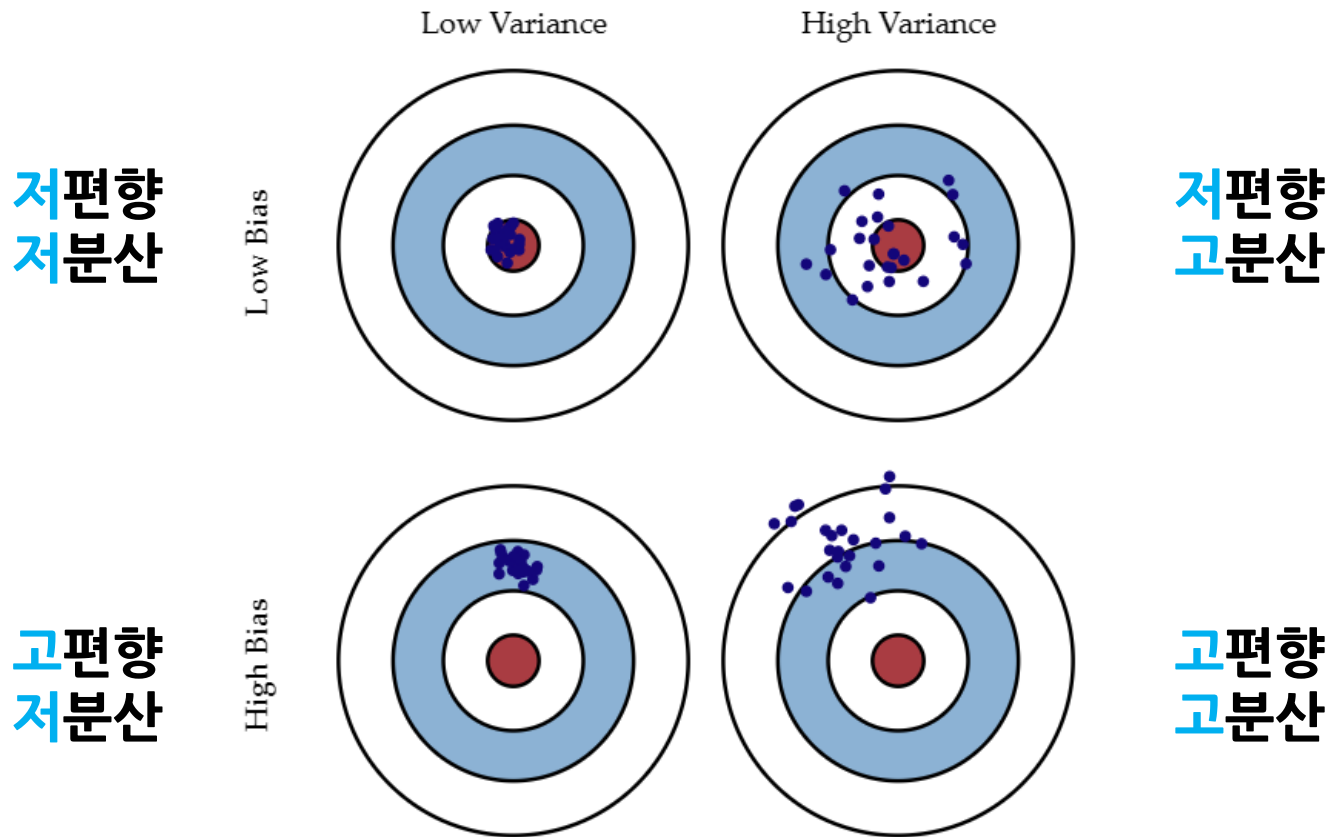 Low Variance
High Variance
저편향
저분산
Low Bias
저편향
고분산
고편향
저분산
High Bias
고편향
고분산